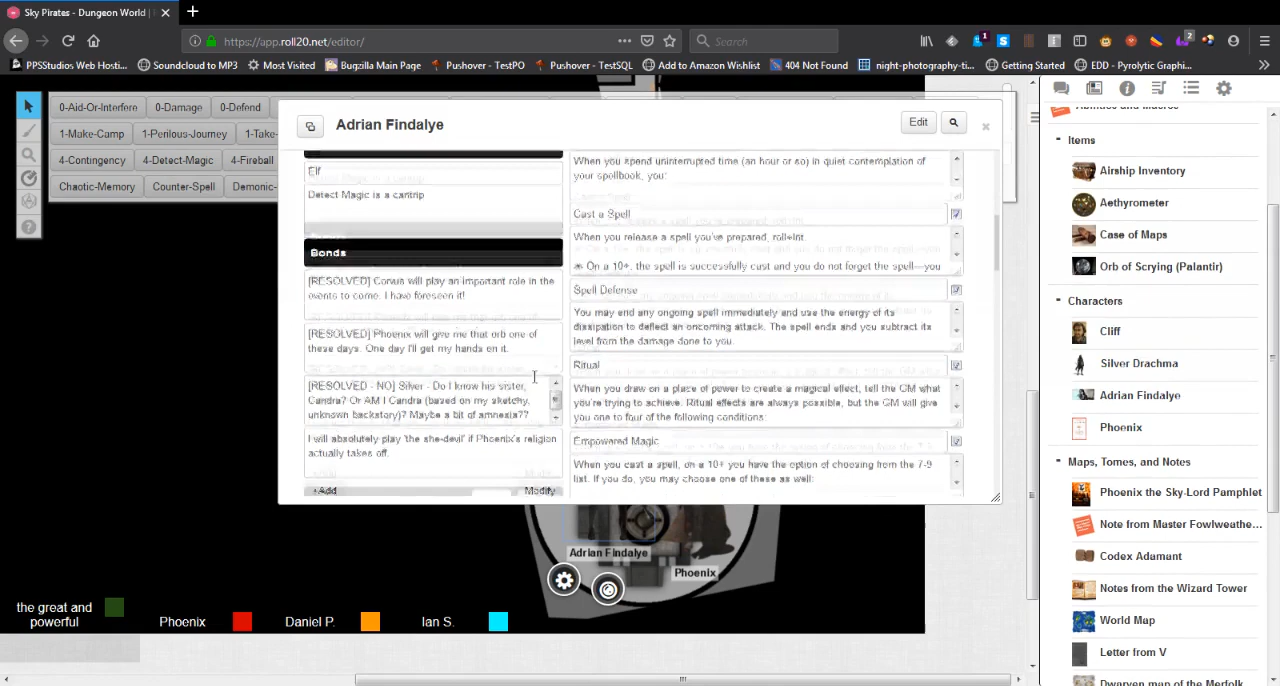 Sky Pirates - Dungeon World |
https://app.roll20.net/editor/
Search
1
2
PPSStudios Web Host...
Soundcloud to MP3
Most Visited
Bugzilla Main Page
Pushover - TestPO
Pushover - TestSQL
Add to Amazon Wishlist
404 Not Found
night-photography-ti...
Getting Started
EDD - Pyrolytic Graphi...
0-Aid-Or-Interfere
0-Damage
0-Defend
1-Make-Camp
1-Perilous-Journey
1-Take-
4-Contingency
4-Detect-Magic
4-Fireball
Chaotic-Memory
Counter-Spell
Demonic-
Adrian Findalye
Edit
Elf
Detect Magic is a cantrip
Bonds
[RESOLVED] Corvus will play an important role in the
events to come. I have foreseen it!
[RESOLVED] Phoenix will give me that orb one of
these days. One day I'll get my hands on it.
[RESOLVED - NO] Silver - Do I know his sister,
Candra? Or AM I Candra (based on my sketchy,
unknown backstory)? Maybe a bit of amnesia??
I will absolutely play 'the she-devil' if Phoenix's religion
actually takes off.
+Add
Modify
When you spend uninterrupted time (an hour or so) in quiet contemplation of
your spellbook, you:
Cast a Spell
When you release a spell you've prepared, roll+Int.
On a 10+, the spell is successfully cast and you do not forget the spell—you
Spell Defense
You may end any ongoing spell immediately and use the energy of its
dissipation to deflect an oncoming attack. The spell ends and you subtract its
level from the damage done to you.
Ritual
When you draw on a place of power to create a magical effect, tell the GM what
you're trying to achieve. Ritual effects are always possible, but the GM will give
you one to four of the following conditions:
Empowered Magic
When you cast a spell, on a 10+ you have the option of choosing from the 7-9
list. If you do, you may choose one of these as well:
Adrian Findalye
Phoenix
the great and
powerful
Phoenix
Daniel P.
Ian S.
Abilities and Macros
Items
Airship Inventory
Aethyrometer
Case of Maps
Orb of Scrying (Palantir)
Characters
Cliff
Silver Drachma
Adrian Findalye
Phoenix
Maps, Tomes, and Notes
Phoenix the Sky-Lord Pamphlet
Note from Master Fowlweathe...
Codex Adamant
Notes from the Wizard Tower
World Map
Letter from V
Dwarven map of the Merfolk